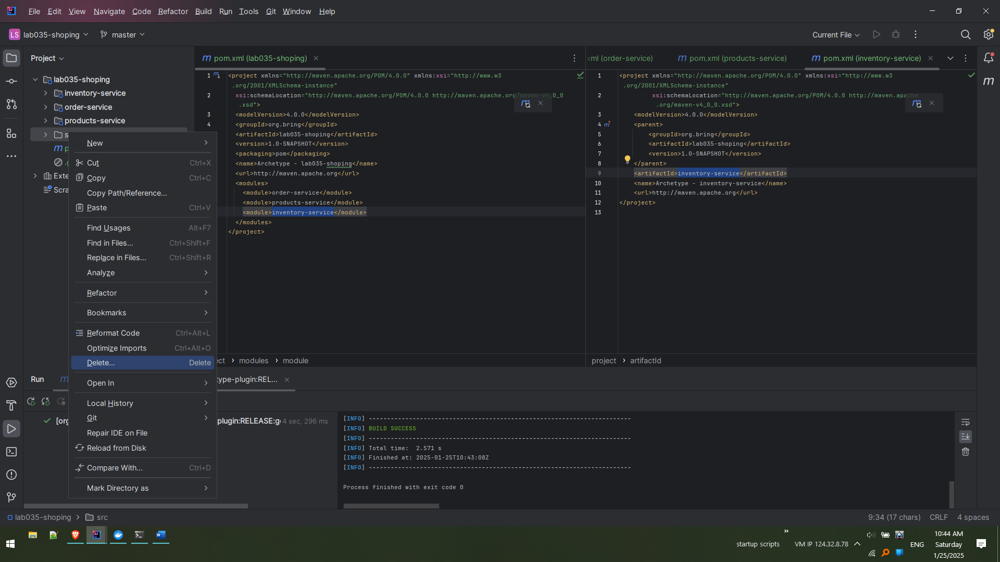 File Edit View Navigate Code Refactor Build Run Tools Git Window Help
LS lab035-shoping master Current File
Project
lab035-shoping
inventory-service
order-service
products-service
s
p
.g
Exte
Scra
New
Cut Ctrl+X
Copy Ctrl+C
Copy Path/Reference...
Paste Ctrl+V
Find Usages Alt+F7
Find in Files... Ctrl+Shift+F
Replace in Files... Ctrl+Shift+R
Analyze
Refactor
Bookmarks
Reformat Code Ctrl+Alt+L
Optimize Imports Ctrl+Alt+O
Delete... Delete
Open In
Local History
Git
Repair IDE on File
Reload from Disk
Compare With... Ctrl+D
Mark Directory as
m pom.xml (lab035-shoping)
1 <project xmlns="http://maven.apache.org/POM/4.0.0" xmlns:xsi="http://www.w3
.org/2001/XMLSchema-instance"
2 xsi:schemaLocation="http://maven.apache.org/POM/4.0.0 http://maven.apache.org/maven-v4_0_0
.xsd">
3 <modelVersion>4.0.0</modelVersion>
4 <groupId>org.bring</groupId>
<artifactId>lab035-shoping</artifactId>
<version>1.0-SNAPSHOT</version>
<packaging>pom</packaging>
<name>Archetype - lab035-shoping</name>
<url>http://maven.apache.org</url>
<modules>
<module>order-service</module>
<module>products-service</module>
<module>inventory-service</module>
</modules>
</project>
ct > modules > module
xml (order-service) m pom.xml (products-service) m pom.xml (inventory-service)
1 <project xmlns="http://maven.apache.org/POM/4.0.0" xmlns:xsi="http://www.w3
.org/2001/XMLSchema-instance"
2 xsi:schemaLocation="http://maven.apache.org/POM/4.0.0 http://maven.apache
.org/maven-v4_0_0.xsd">
3 <modelVersion>4.0.0</modelVersion>
4 <parent>
5 <groupId>org.bring</groupId>
6 <artifactId>lab035-shoping</artifactId>
7 <version>1.0-SNAPSHOT</version>
8 </parent>
9 <artifactId>inventory-service</artifactId>
10 <name>Archetype - inventory-service</name>
11 <url>http://maven.apache.org</url>
12 </project>
13
project > artifactId
Run type-plugin:REL...
[org plugin:RELEASE:ge 4 sec, 296 ms
[INFO] ------------------------------------------------------------------------
[INFO] BUILD SUCCESS
[INFO] ------------------------------------------------------------------------
[INFO] Total time:  2.571 s
[INFO] Finished at: 2025-01-25T10:43:08Z
[INFO] ------------------------------------------------------------------------
Process finished with exit code 0
lab035-shoping > src 9:34 (17 chars) CRLF 4 spaces
startup scripts VM IP 124.32.8.78 ENG
10:44 AM
Saturday
1/25/2025